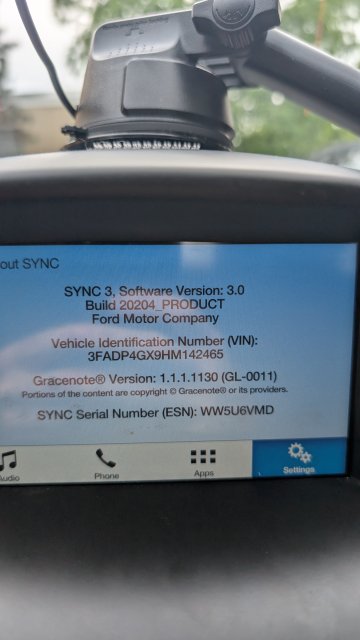 out SYNC
SYNC 3, Software Version: 3.0
Build 20204_PRODUCT
Ford Motor Company
Vehicle Identification Number (VIN):
3FADP4GX9HM142465
Gracenote® Version: 1.1.1.1130 (GL-0011)
Portions of the content are copyright © Gracenote® or its providers.
SYNC Serial Number (ESN): WW5U6VMD
Audio
Phone
Apps
Settings